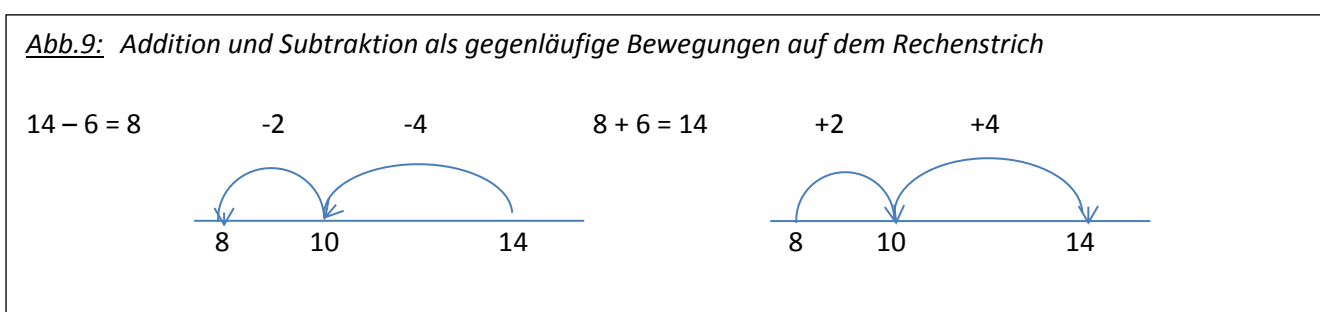 Abb.9: Addition und Subtraktion als gegenläufige Bewegungen auf dem Rechenstrich
14 – 6 = 8 -2 -4 8 + 6 = 14 +2 +4
8 10 14 8 10 14